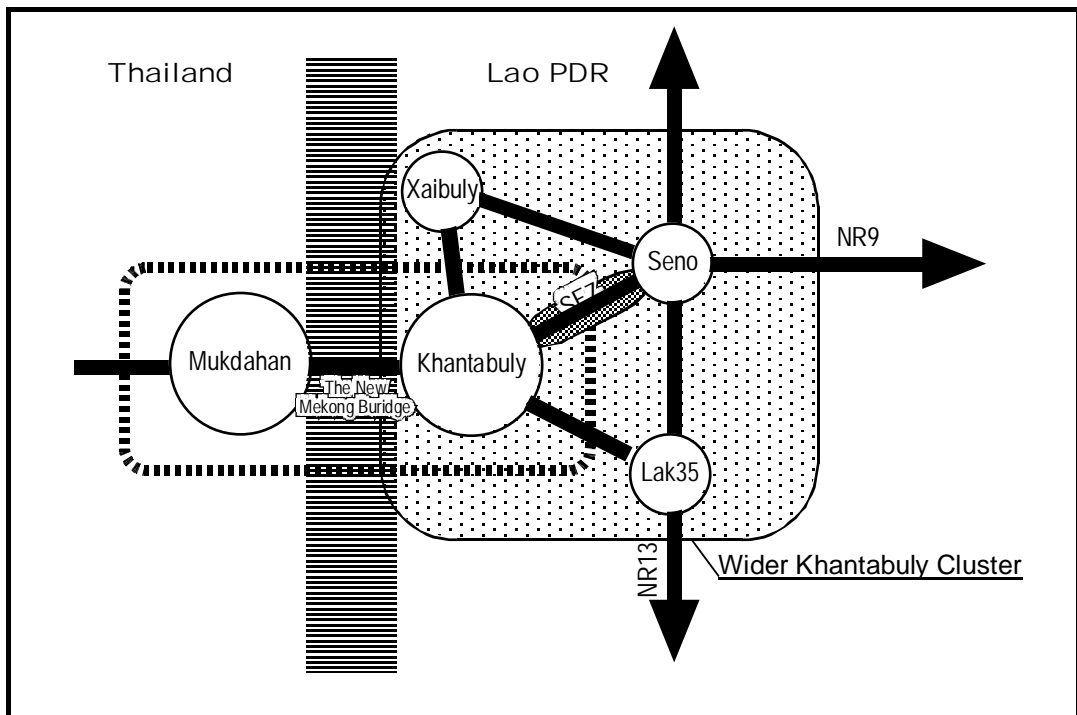 Thailand
Lao PDR
Xaibuly
NR9
Seno
SEZ
Mukdahan
Khantabuly
The New
Mekong Buridge
Lak35
NR13
Wider Khantabuly Cluster